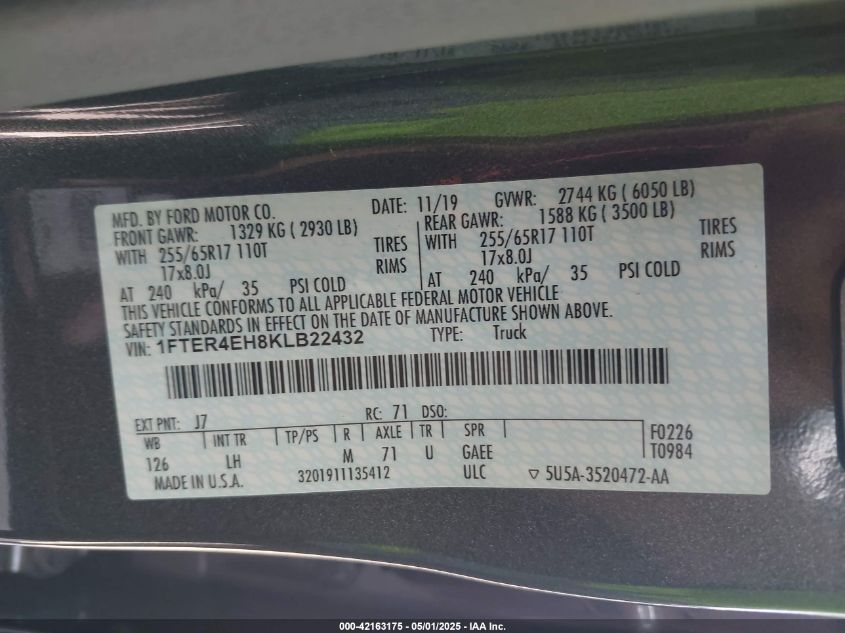 MFD. BY FORD MOTOR CO. DATE: 11/19 GVWR: 2744 KG ( 6050 LB)
FRONT GAWR: 1329 KG ( 2930 LB) REAR GAWR: 1588 KG ( 3500 LB)
WITH 255/65R17 110T TIRES WITH 255/65R17 110T TIRES
17x8.0J RIMS 17x8.0J RIMS
AT 240 kPa/ 35 PSI COLD AT 240 kPa/ 35 PSI COLD
THIS VEHICLE CONFORMS TO ALL APPLICABLE FEDERAL MOTOR VEHICLE
SAFETY STANDARDS IN EFFECT ON THE DATE OF MANUFACTURE SHOWN ABOVE.
VIN: 1FTER4EH8KLB22432 TYPE: Truck
EXT PNT: J7 RC: 71 DSO:
WB INT TR TP/PS R AXLE TR SPR F0226
126 LH M 71 U GAEE T0984
MADE IN U.S.A. 3201911135412 ULC ▽ 5U5A-3520472-AA
000-42163175 - 05/01/2025 - IAA Inc.